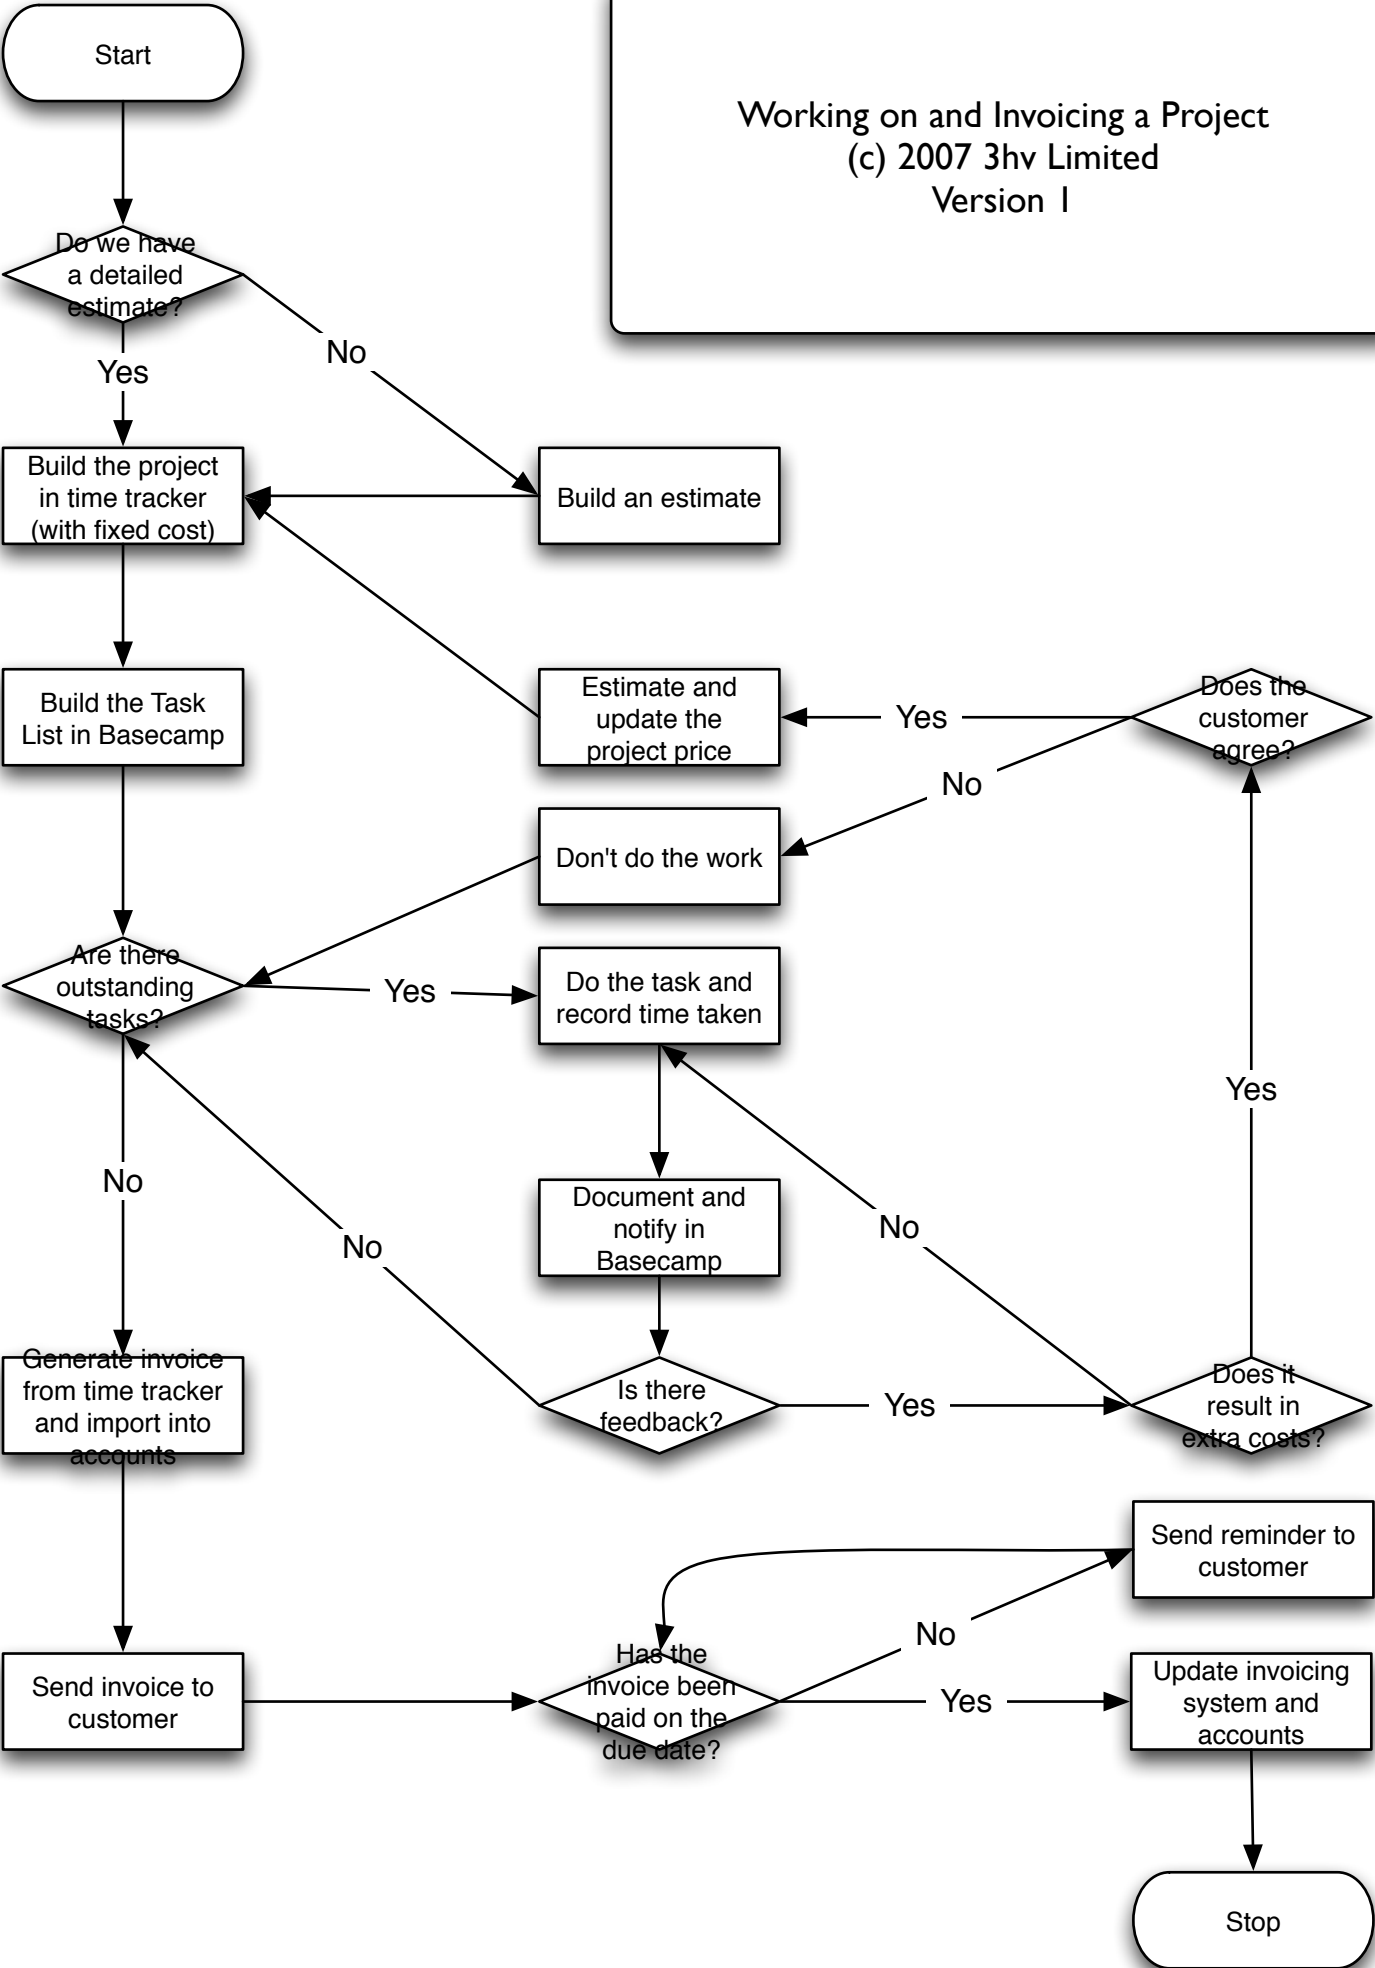 Start
Working on and Invoicing a Project
(c) 2007 3hv Limited
Version 1
Do we have
a detailed
estimate?
No
Yes
Build the project
in time tracker
(with fixed cost)
Build an estimate
Build the Task
List in Basecamp
Estimate and
update the
project price
Yes
Does the
customer
agree?
No
Don't do the work
Are there
outstanding
tasks?
Yes
Do the task and
record time taken
Yes
No
Document and
notify in
Basecamp
No
No
Generate invoice
from time tracker
and import into
accounts
Is there
feedback?
Yes
Does it
result in
extra costs?
Send reminder to
customer
No
Send invoice to
customer
Has the
invoice been
paid on the
due date?
Yes
Update invoicing
system and
accounts
Stop